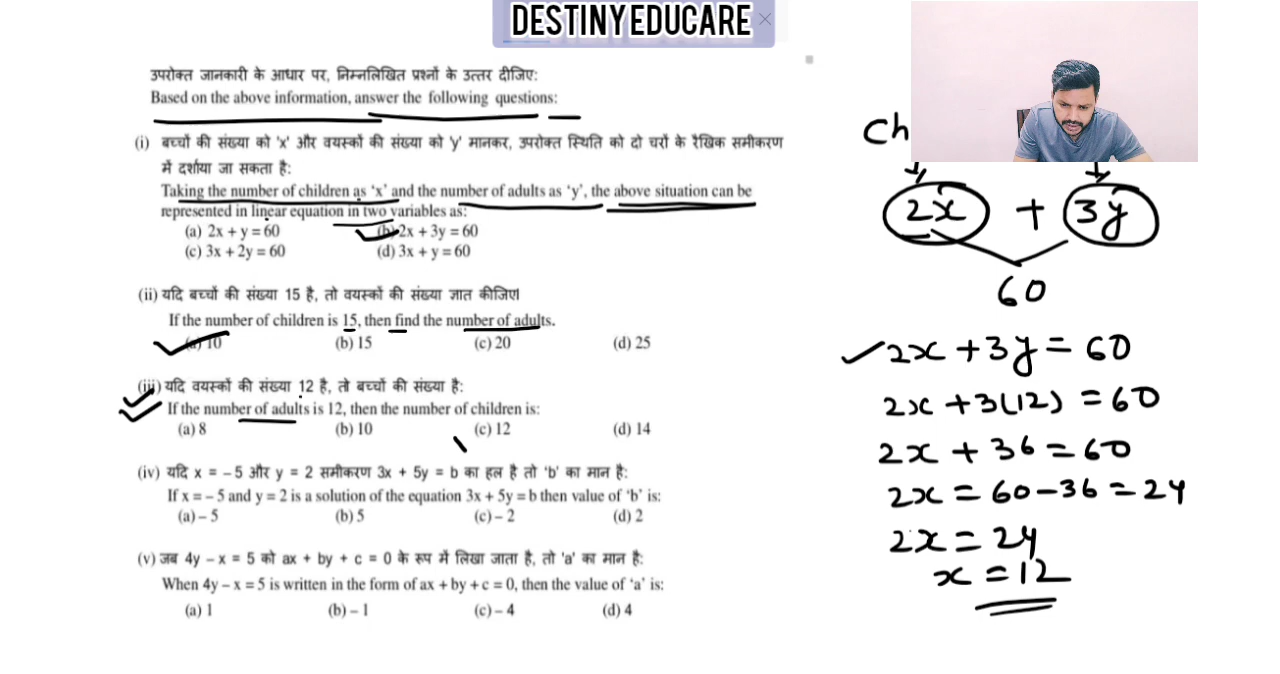 DESTINY EDUCARE
उपरोक्त जानकारी के आधार पर, निम्नलिखित प्रश्नों के उत्तर दीजिए:
Based on the above information, answer the following questions:
(i) बच्चों की संख्या को 'x' और वयस्कों की संख्या को 'y' मानकर, उपरोक्त स्थिति को दो चरों के रैखिक समीकरण
में दर्शाया जा सकता है:
Taking the number of children as 'x' and the number of adults as 'y', the above situation can be
represented in linear equation in two variables as:
(a) 2x + y = 60 (b) 2x + 3y = 60
(c) 3x + 2y = 60 (d) 3x + y = 60
(ii) यदि बच्चों की संख्या 15 है, तो वयस्कों की संख्या ज्ञात कीजिए।
If the number of children is 15, then find the number of adults.
(a) 10 (b) 15 (c) 20 (d) 25
(iii) यदि वयस्कों की संख्या 12 है, तो बच्चों की संख्या है:
If the number of adults is 12, then the number of children is:
(a) 8 (b) 10 (c) 12 (d) 14
(iv) यदि x = – 5 और y = 2 समीकरण 3x + 5y = b का हल है तो 'b' का मान है:
If x = – 5 and y = 2 is a solution of the equation 3x + 5y = b then value of 'b' is:
(a) – 5 (b) 5 (c) – 2 (d) 2
(v) जब 4y – x = 5 को ax + by + c = 0 के रूप में लिखा जाता है, तो 'a' का मान है:
When 4y – x = 5 is written in the form of ax + by + c = 0, then the value of 'a' is:
(a) 1 (b) – 1 (c) – 4 (d) 4
Ch
2x + 3y
60
2x + 3y = 60
2x + 3(12) = 60
2x + 36 = 60
2x = 60 - 36 = 24
2x = 24
x = 12